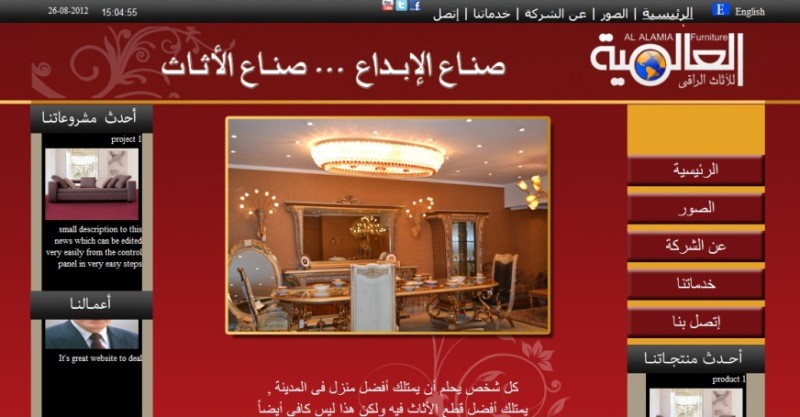 26-08-2012
15:04:55
الرئيسية | الصور | عن الشركة | خدماتنا | إتصل
English
صناع الإبداع ... صناع الأثاث
AL ALAMIA Furniture
العالمية
للأثاث الراقى
أحدث مشروعاتنا
project 1
small description to this
news which can be edited
very easily from the control
panel in very easy steps
أعمـالنـا
It's great website to deal
الرئيسية
الصور
عن الشركة
خدماتنا
إتصل بنا
أحـدث منتجـاتنـا
product 1
كل شخص يحلم أن يمتلك أفضل منزل فى المدينة ,
يمتلك أفضل قطع الأثاث فيه ولكن هذا ليس كافي أيضاً